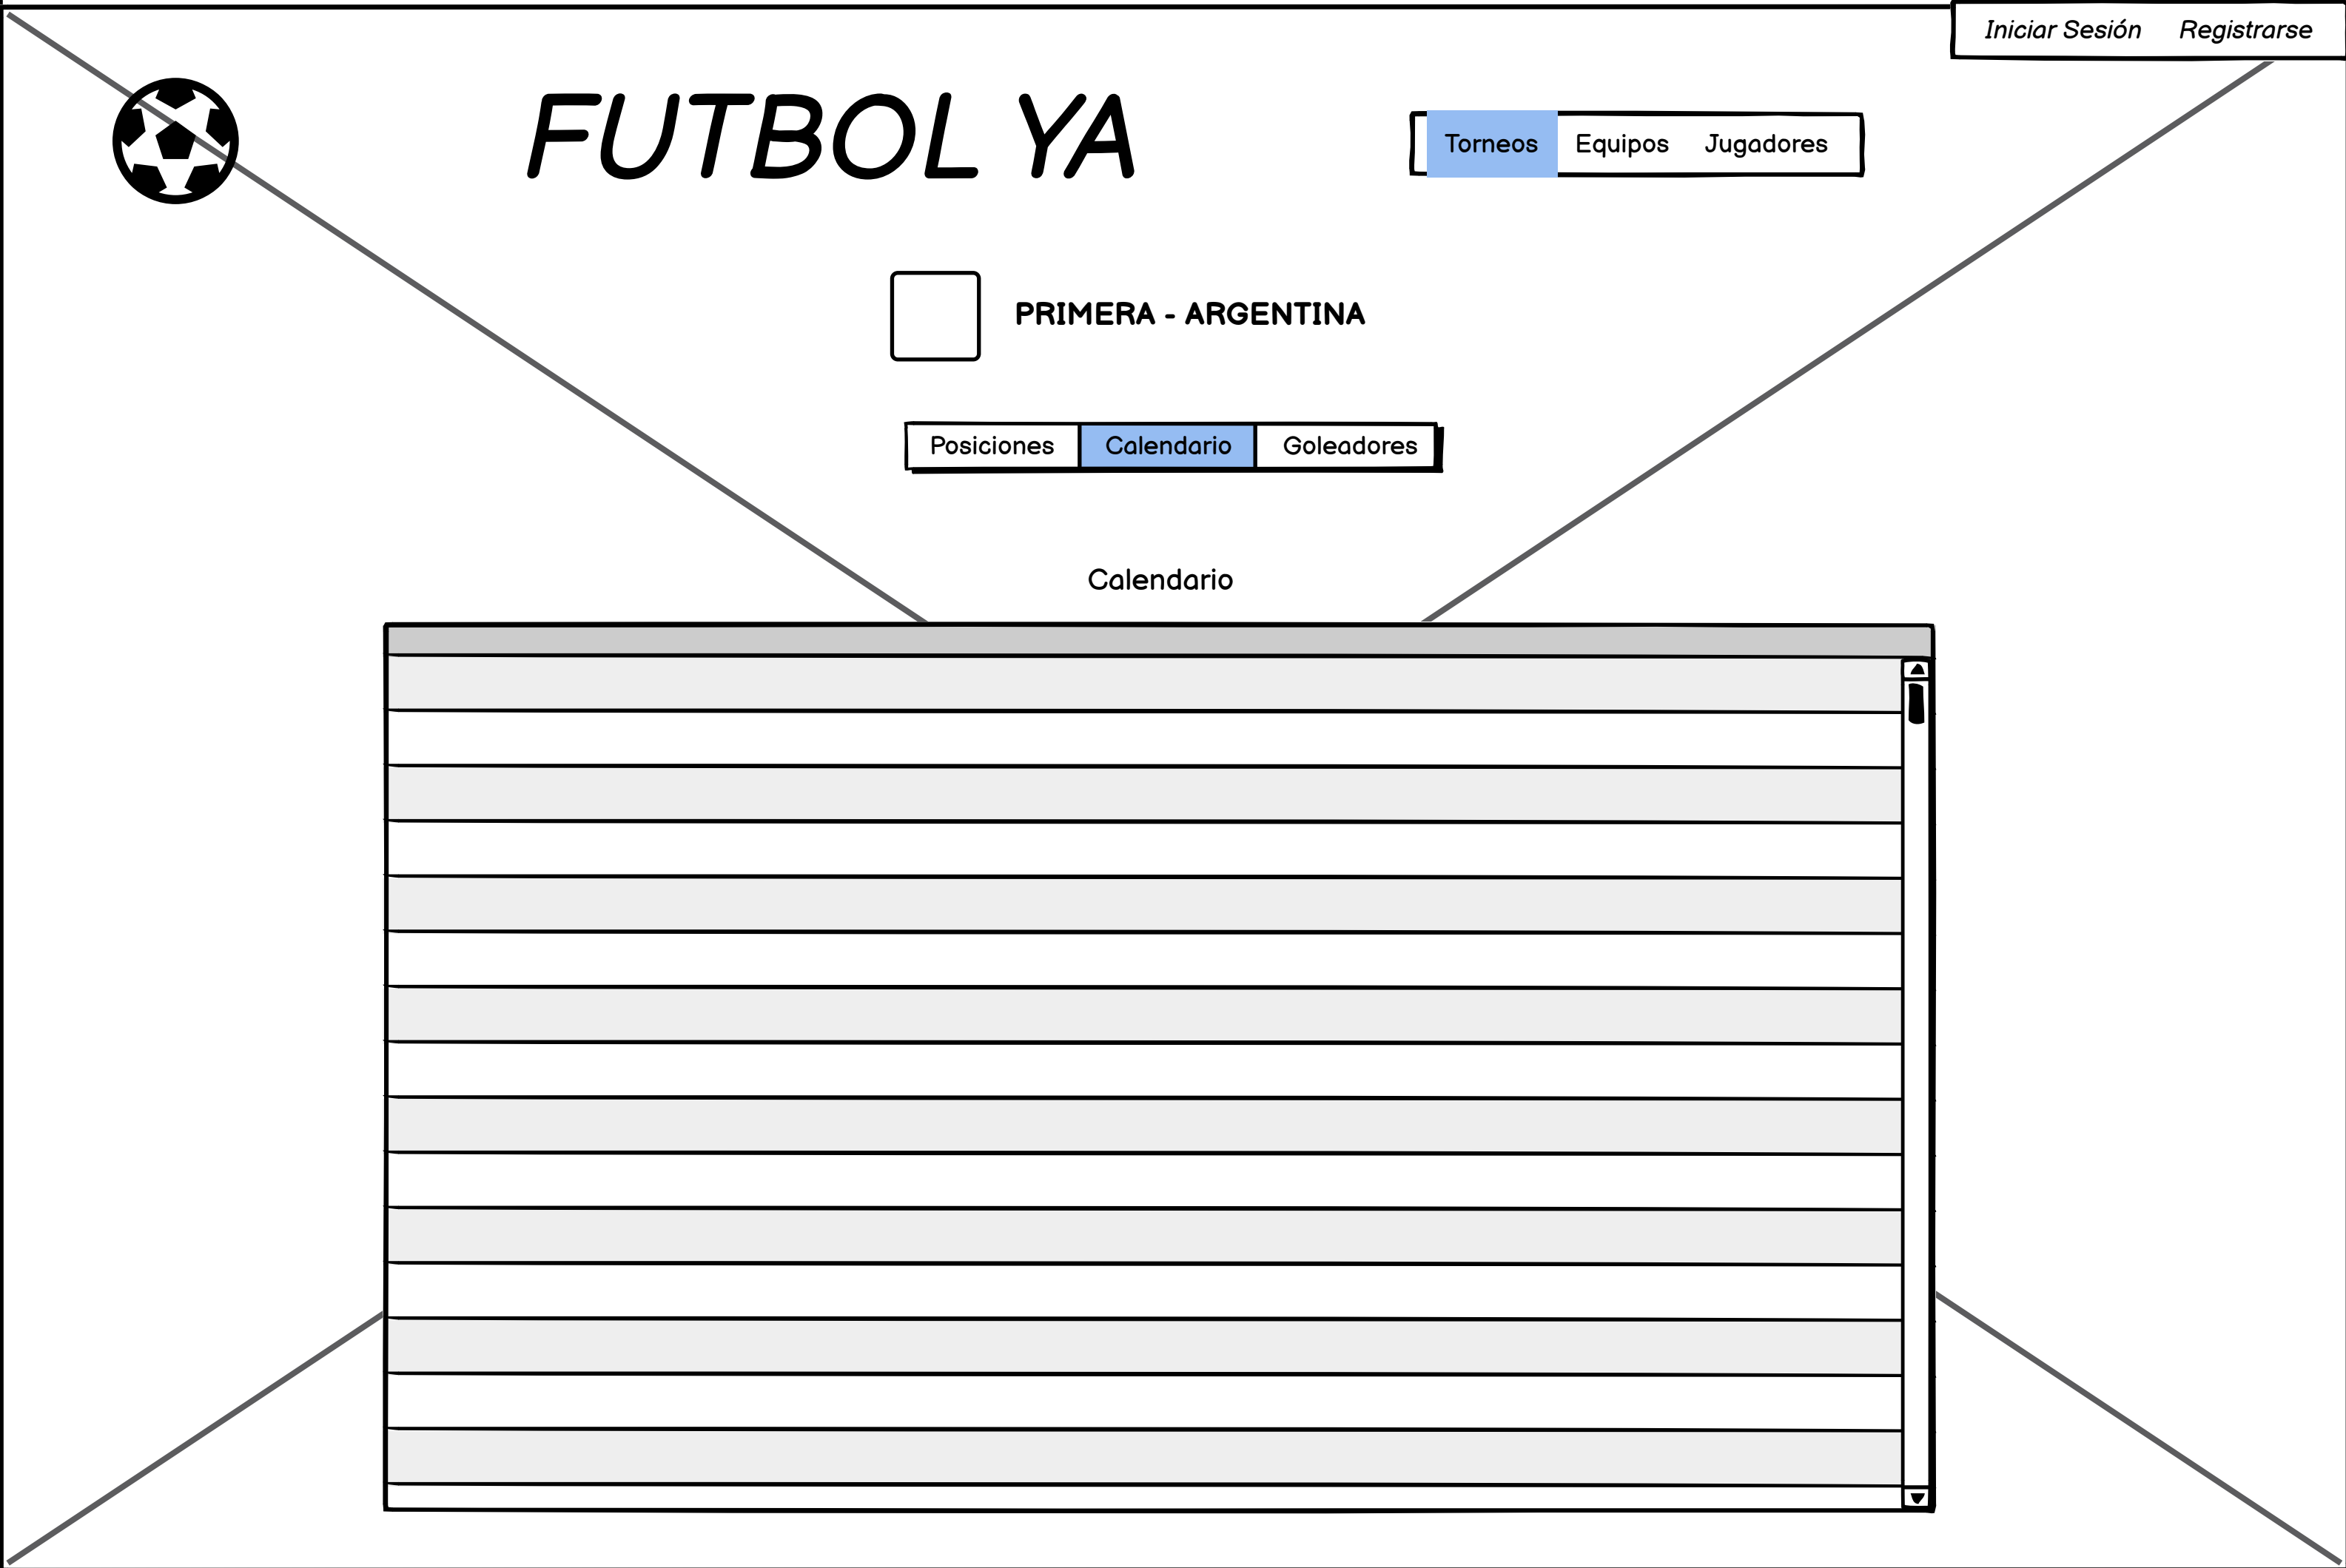 Iniciar Sesión Registrarse
FUTBOL YA
Torneos Equipos Jugadores
PRIMERA - ARGENTINA
Posiciones Calendario Goleadores
Calendario